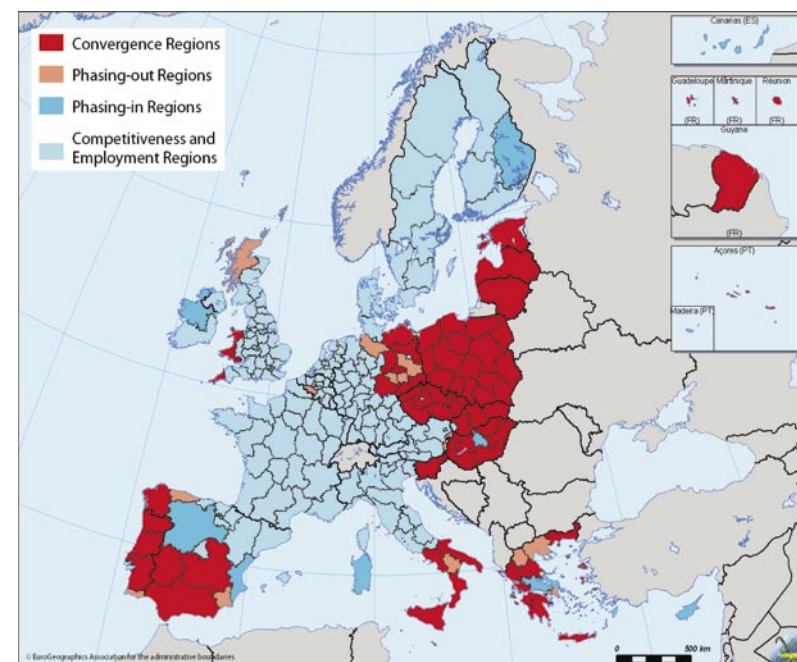 Convergence Regions
Phasing-out Regions
Phasing-in Regions
Competitiveness and
Employment Regions
Canarias (ES)
Guadeloupe Martinique Réunion
(FR) (FR) (FR)
Guyane
(FR)
Açores (PT)
Madeira (PT)
© EuroGeographics Association for the administrative boundaries
0 500 km